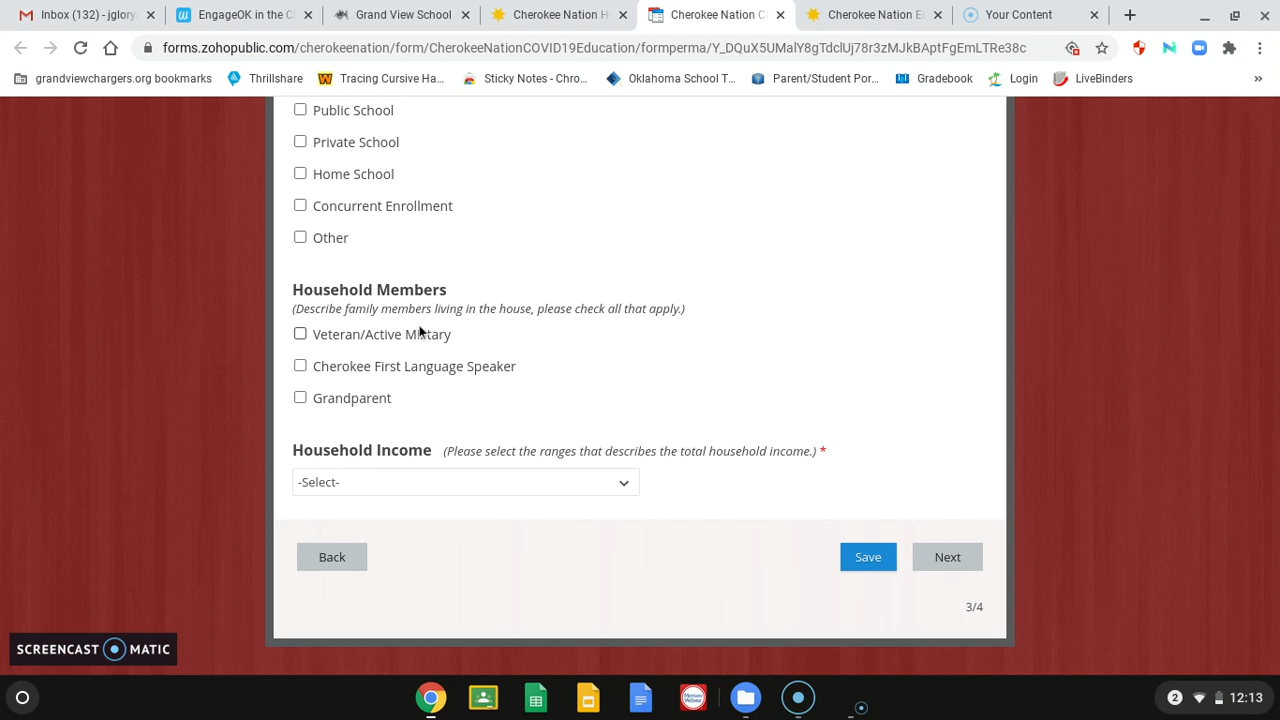 Inbox (132) - jglory
EngageOK in the C
Grand View School
Cherokee Nation H
Cherokee Nation C
Cherokee Nation E
Your Content
forms.zohopublic.com/cherokeenation/form/CherokeeNationCOVID19Education/formperma/Y_DQuX5UMalY8gTdclUj78r3zMJkBAptFgEmLTRe38c
grandviewchargers.org bookmarks
Thrillshare
Tracing Cursive Ha...
Sticky Notes - Chro...
Oklahoma School T...
Parent/Student Por...
Gradebook
Login
LiveBinders
»
Public School
Private School
Home School
Concurrent Enrollment
Other
Household Members
(Describe family members living in the house, please check all that apply.)
Veteran/Active Military
Cherokee First Language Speaker
Grandparent
Household Income (Please select the ranges that describes the total household income.) *
-Select-
Back
Save
Next
3/4
SCREENCAST MATIC
Merriam Webster
2
12:13